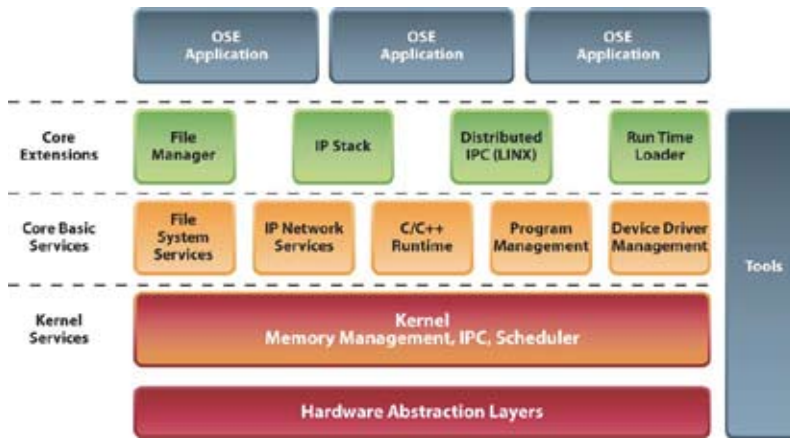 OSE
Application
OSE
Application
OSE
Application
Core
Extensions
File
Manager
IP Stack
Distributed
IPC (LINX)
Run Time
Loader
Core Basic
Services
File
System
Services
IP Network
Services
C/C++
Runtime
Program
Management
Device Driver
Management
Tools
Kernel
Services
Kernel
Memory Management, IPC, Scheduler
Hardware Abstraction Layers